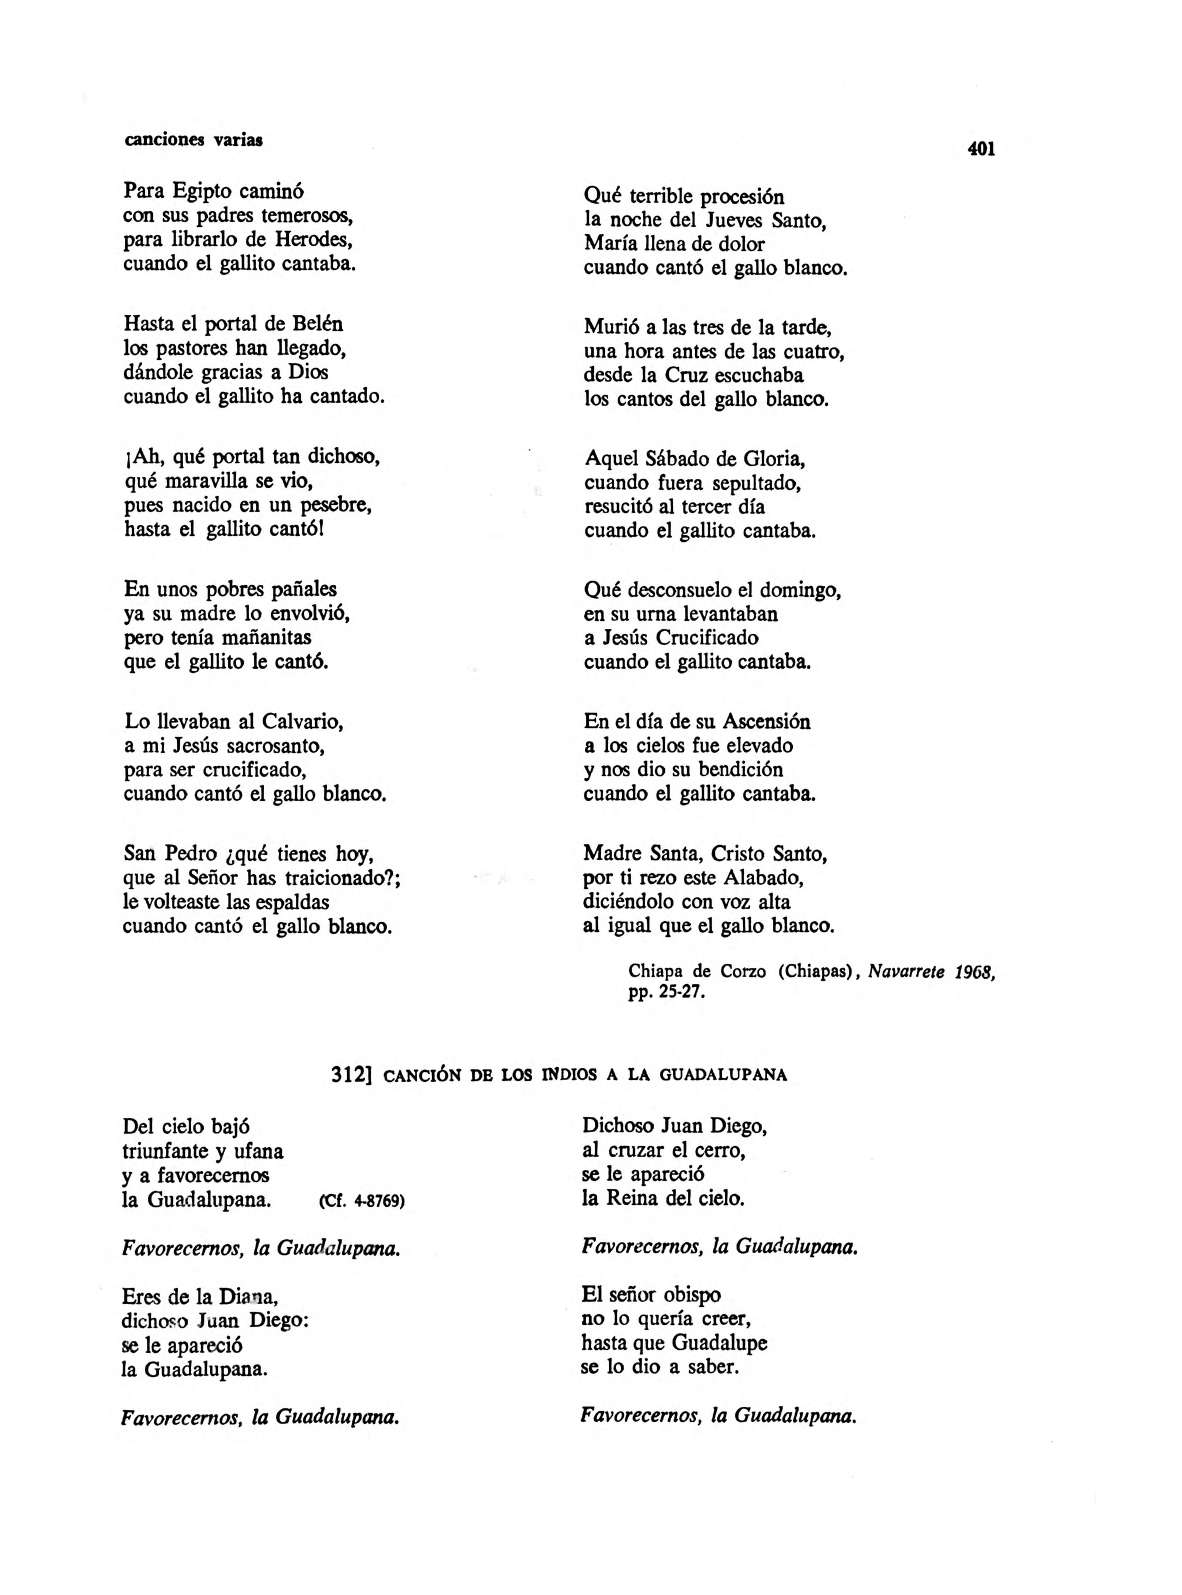 canciones varias
401
Para Egipto caminó
con sus padres temerosos,
para librarlo de Herodes,
cuando el gallito cantaba.
Hasta el portal de Belén
los pastores han llegado,
dándole gracias a Dios
cuando el gallito ha cantado.
¡Ah, qué portal tan dichoso,
qué maravilla se vio,
pues nacido en un pesebre,
hasta el gallito cantó!
En unos pobres pañales
ya su madre lo envolvió,
pero tenía mañanitas
que el gallito le cantó.
Lo llevaban al Calvario,
a mi Jesús sacrosanto,
para ser crucificado,
cuando cantó el gallo blanco.
San Pedro ¿qué tienes hoy,
que al Señor has traicionado?;
le volteaste las espaldas
cuando cantó el gallo blanco.
Qué terrible procesión
la noche del Jueves Santo,
María llena de dolor
cuando cantó el gallo blanco.
Murió a las tres de la tarde,
una hora antes de las cuatro,
desde la Cruz escuchaba
los cantos del gallo blanco.
Aquel Sábado de Gloria,
cuando fuera sepultado,
resucitó al tercer día
cuando el gallito cantaba.
Qué desconsuelo el domingo,
en su urna levantaban
a Jesús Crucificado
cuando el gallito cantaba.
En el día de su Ascensión
a los cielos fue elevado
y nos dio su bendición
cuando el gallito cantaba.
Madre Santa, Cristo Santo,
por ti rezo este Alabado,
diciéndolo con voz alta
al igual que el gallo blanco.
Chiapa de Corzo (Chiapas), Navarrete 1968,
pp. 25-27.
312] CANCIÓN DE LOS INDIOS A LA GUADALUPANA
Del cielo bajó
triunfante y ufana
y a favorecernos
la Guadalupana. (Cf. 4-8769)
Favorecernos, la Guadalupana.
Eres de la Diana,
dichoso Juan Diego:
se le apareció
la Guadalupana.
Favorecernos, la Guadalupana.
Dichoso Juan Diego,
al cruzar el cerro,
se le apareció
la Reina del cielo.
Favorecernos, la Guadalupana.
El señor obispo
no lo quería creer,
hasta que Guadalupe
se lo dio a saber.
Favorecernos, la Guadalupana.